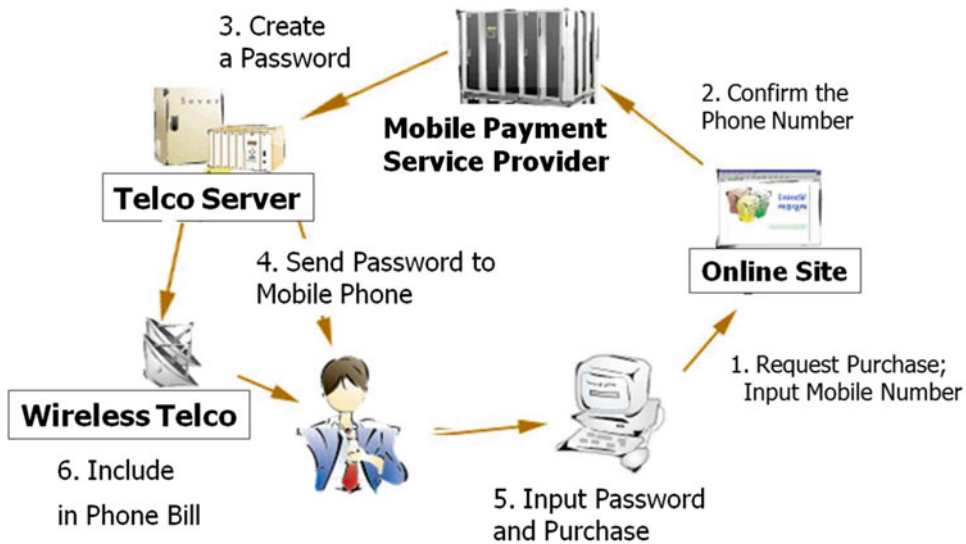 3. Create
a Password
Mobile Payment
Service Provider
2. Confirm the
Phone Number
Sever
Telco Server
4. Send Password to
Mobile Phone
Online Site
1. Request Purchase;
Input Mobile Number
Wireless Telco
6. Include
in Phone Bill
5. Input Password
and Purchase